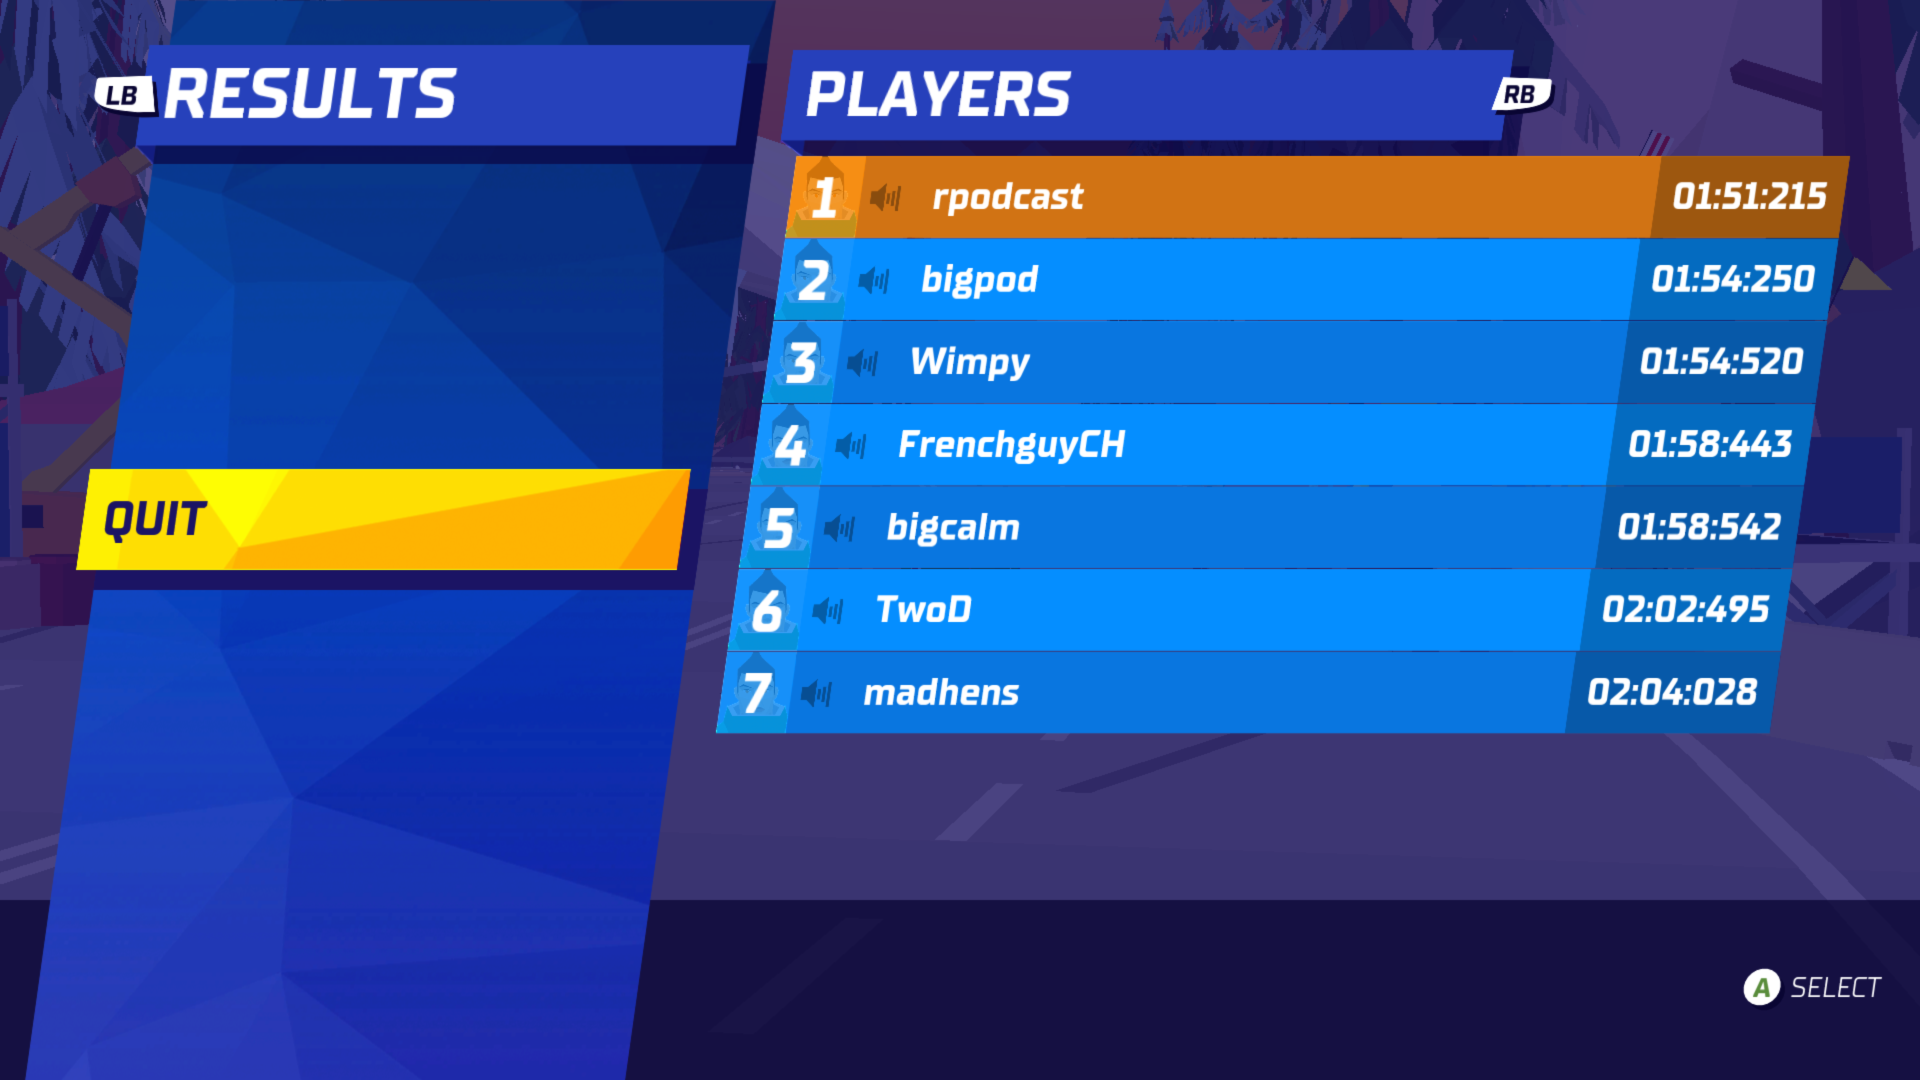 LB RESULTS
QUIT
PLAYERS RB
1 rpodcast 01:51:215
2 bigpod 01:54:250
3 Wimpy 01:54:520
4 FrenchguyCH 01:58:443
5 bigcalm 01:58:542
6 TwoD 02:02:495
7 madhens 02:04:028
A SELECT